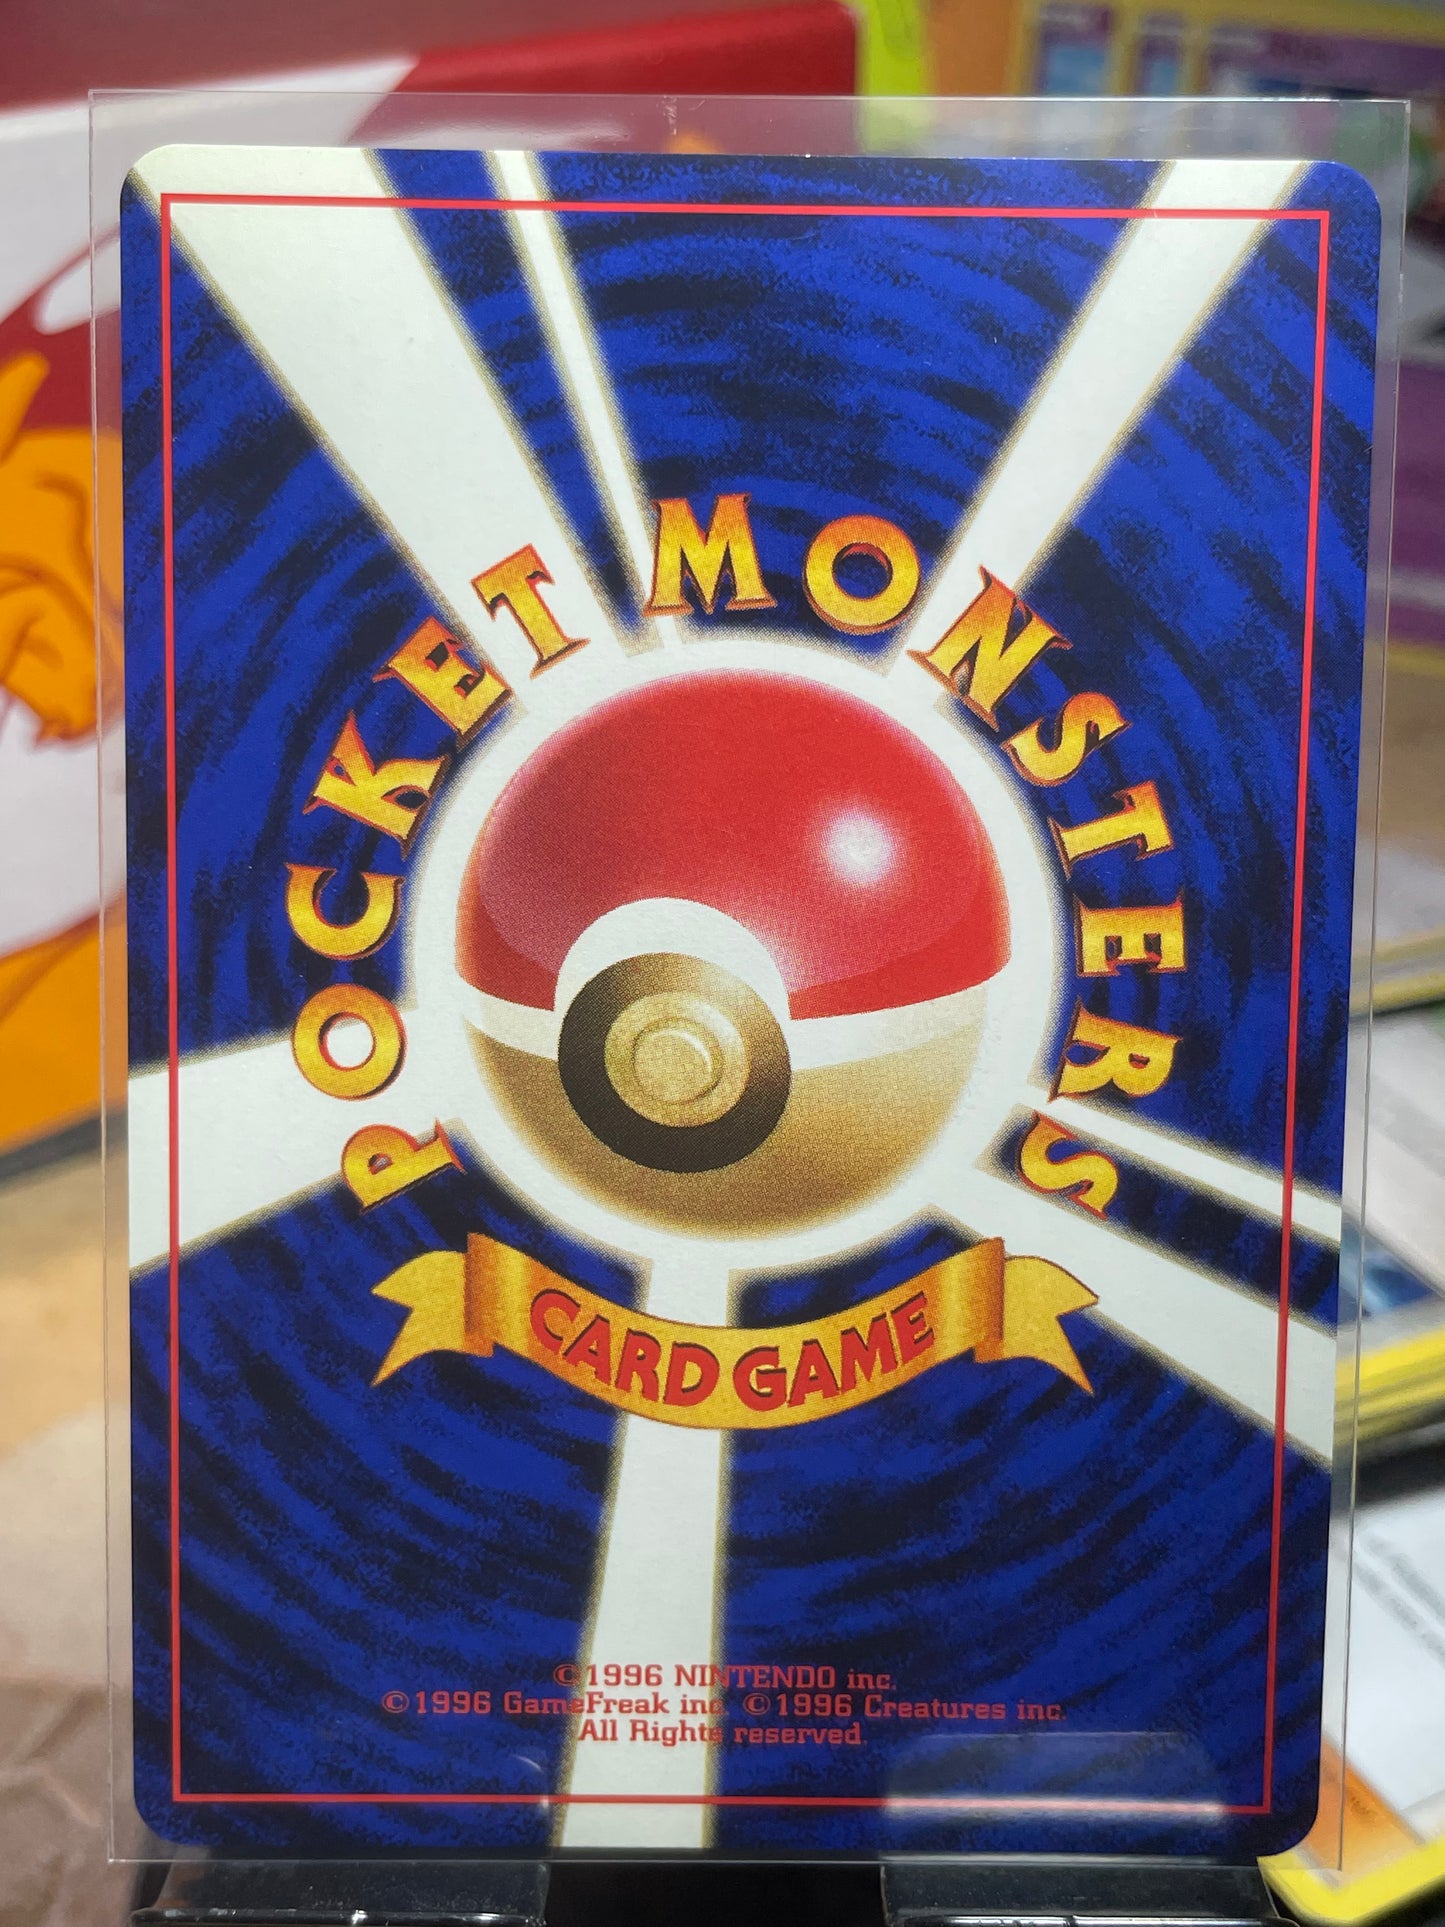 POCKET MONSTERS
CARD GAME
©1996 NINTENDO inc.
©1996 GameFreak inc. ©1996 Creatures inc.
All Rights reserved.